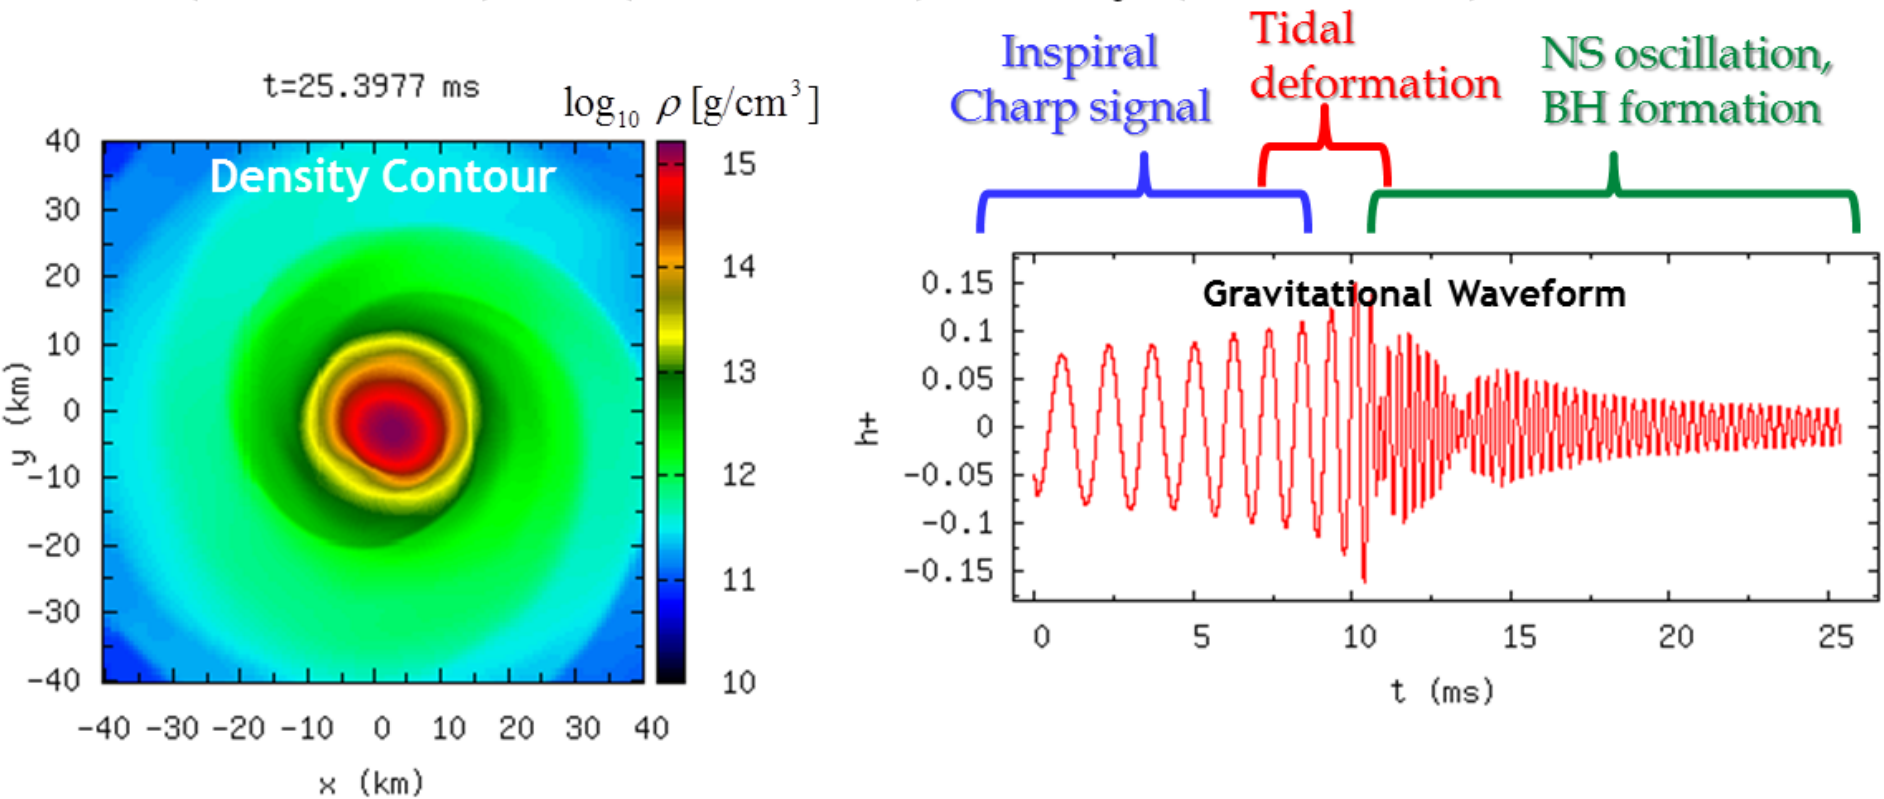 t=25.3977 ms
log10 ρ [g/cm3]
Density Contour
40
30
20
10
0
-10
-20
-30
-40
y (km)
-40 -30 -20 -10 0 10 20 30 40
x (km)
15
14
13
12
11
10
Inspiral
Charp signal
Tidal
deformation
NS oscillation,
BH formation
Gravitational Waveform
0.15
0.1
0.05
0
-0.05
-0.1
-0.15
h+
0 5 10 15 20 25
t (ms)